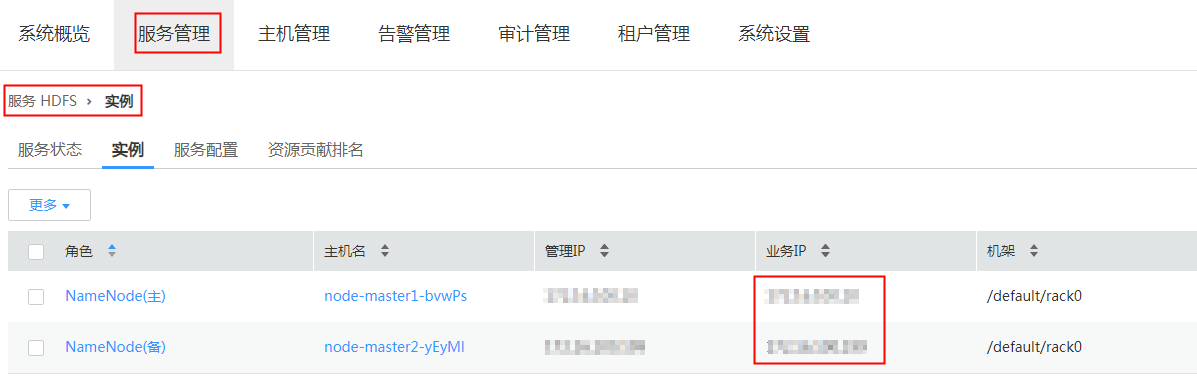 系统概览 服务管理 主机管理 告警管理 审计管理 租户管理 系统设置
服务 HDFS › 实例
服务状态 实例 服务配置 资源贡献排名
更多
角色 主机名 管理IP 业务IP 机架
NameNode(主) node-master1-bvwPs /default/rack0
NameNode(备) node-master2-yEyMI /default/rack0